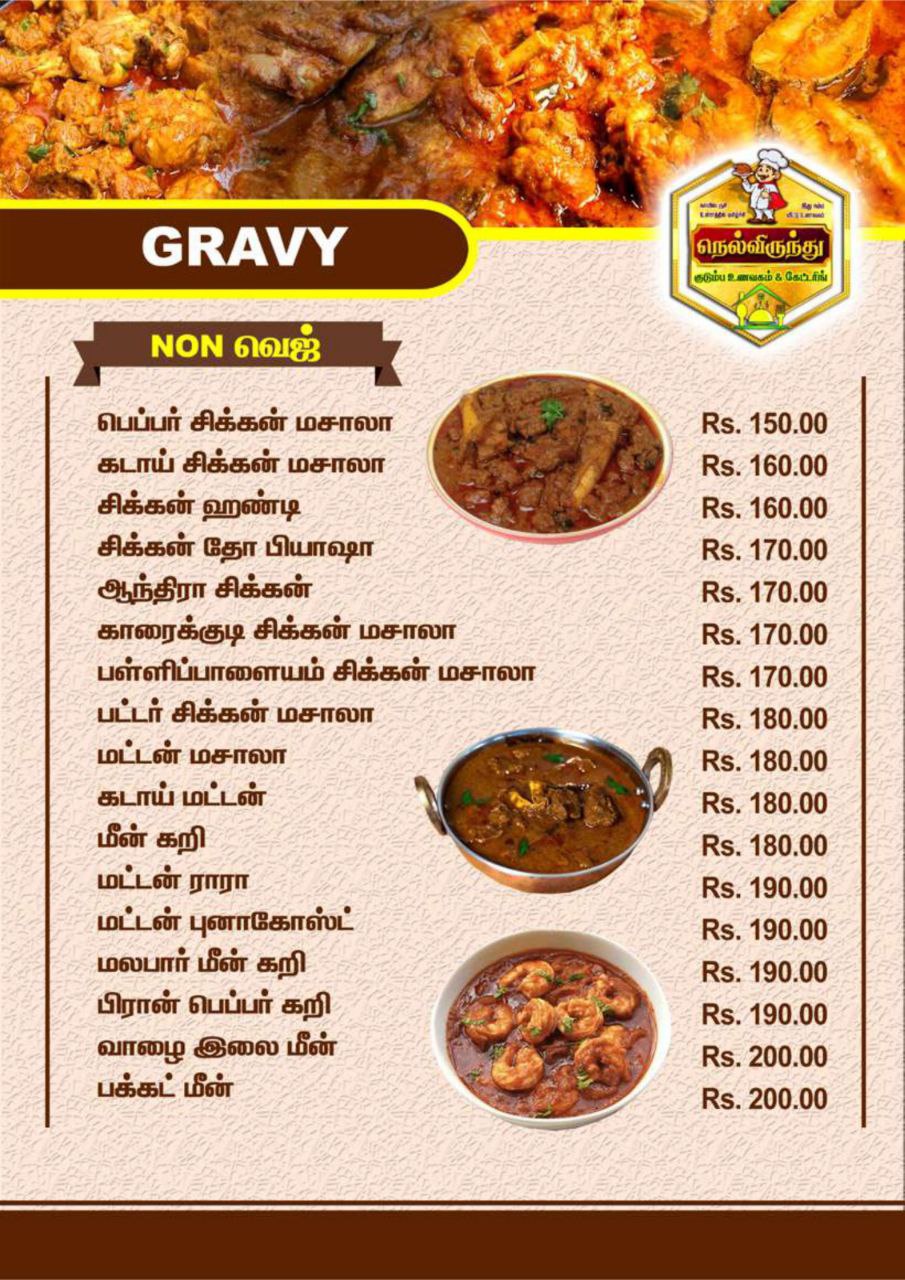 நெல்விருந்து
குடும்ப உணவகம் & கேட்டரிங்
GRAVY
NON வெஜ்
பெப்பர் சிக்கன் மசாலா Rs. 150.00
கடாய் சிக்கன் மசாலா Rs. 160.00
சிக்கன் ஹண்டி Rs. 160.00
சிக்கன் தோ பியாஷா Rs. 170.00
ஆந்திரா சிக்கன் Rs. 170.00
காரைக்குடி சிக்கன் மசாலா Rs. 170.00
பள்ளிப்பாளையம் சிக்கன் மசாலா Rs. 170.00
பட்டர் சிக்கன் மசாலா Rs. 180.00
மட்டன் மசாலா Rs. 180.00
கடாய் மட்டன் Rs. 180.00
மீன் கறி Rs. 180.00
மட்டன் ராரா Rs. 190.00
மட்டன் புனாகோஸ்ட் Rs. 190.00
மலபார் மீன் கறி Rs. 190.00
பிரான் பெப்பர் கறி Rs. 190.00
வாழை இலை மீன் Rs. 200.00
பக்கட் மீன் Rs. 200.00